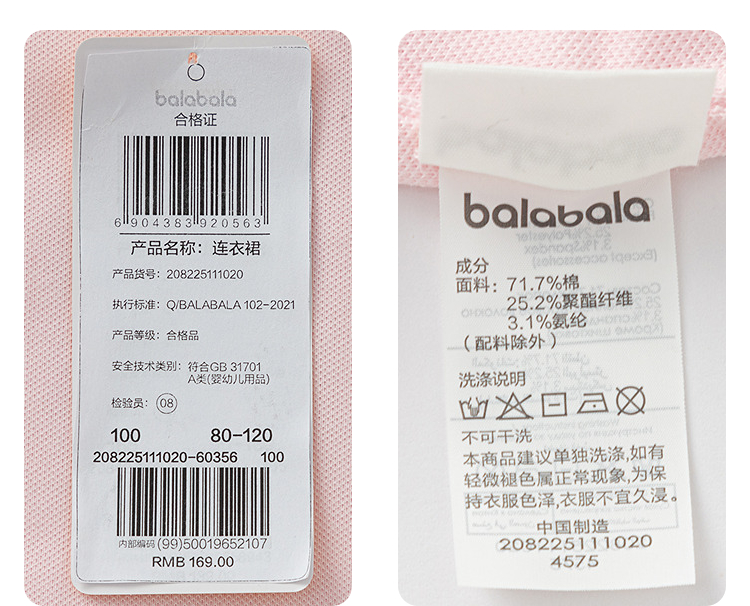 balabala
合格证
6 904383 920563
产品名称：连衣裙
产品货号：208225111020
执行标准：Q/BALABALA 102-2021
产品等级：合格品
安全技术类别：符合GB 31701
A类(婴幼儿用品)
检验员：08
100 80-120
208225111020-60356 100
内部编码 (99)50019652107
RMB 169.00
balabala
成分
面料：71.7%棉
25.2%聚酯纤维
3.1%氨纶
（配料除外）
洗涤说明
不可干洗
本商品建议单独洗涤,如有
轻微褪色属正常现象,为保
持衣服色泽,衣服不宜久浸。
中国制造
208225111020
4575